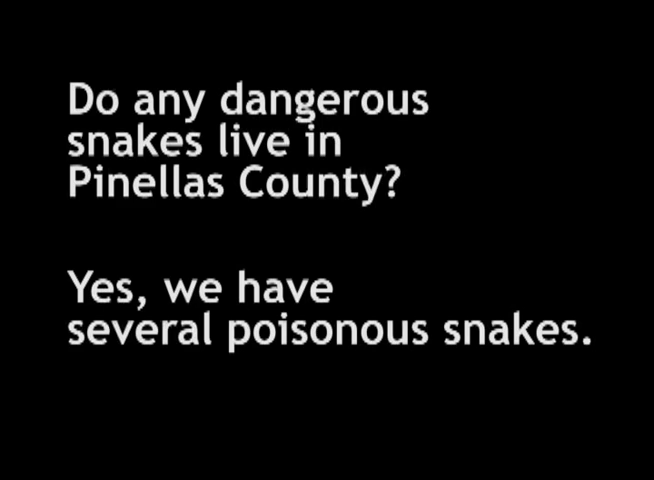 Do any dangerous
snakes live in
Pinellas County?
Yes, we have
several poisonous snakes.